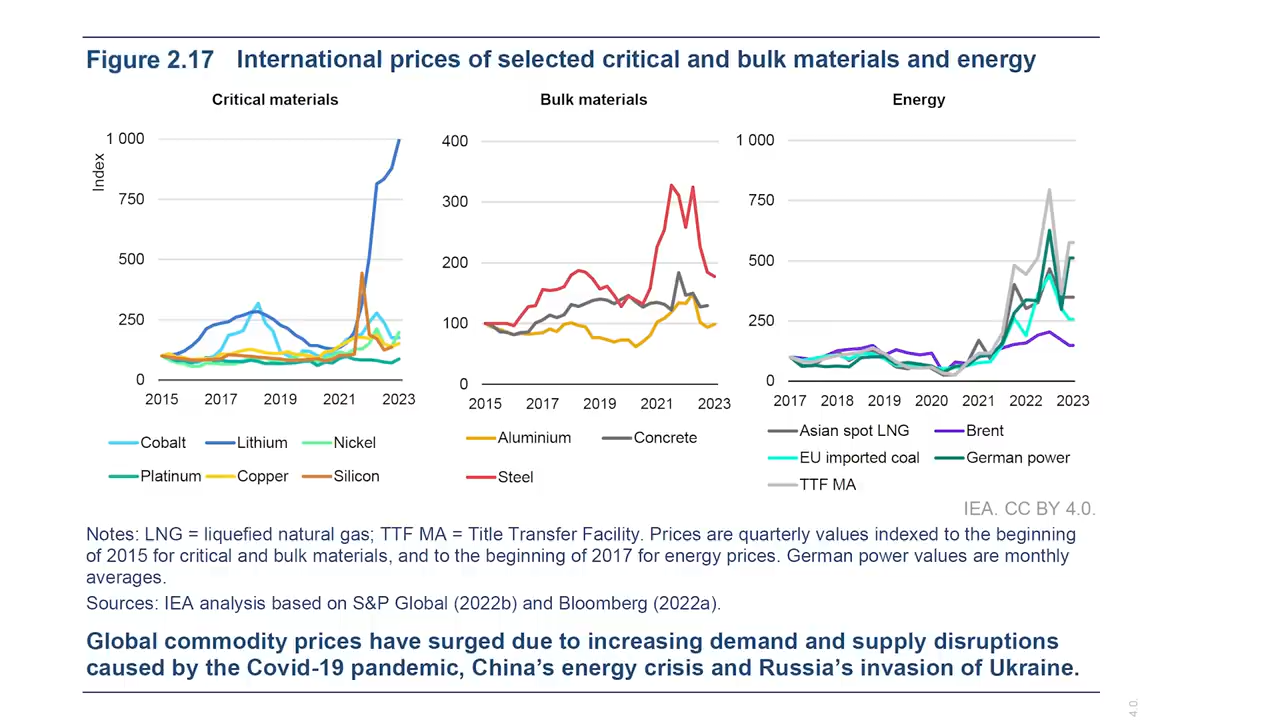 Figure 2.17 International prices of selected critical and bulk materials and energy
Critical materials
Index
1 000
750
500
250
0
2015 2017 2019 2021 2023
Cobalt Lithium Nickel
Platinum Copper Silicon
Bulk materials
400
300
200
100
0
2015 2017 2019 2021 2023
Aluminium Concrete
Steel
Energy
1 000
750
500
250
0
2017 2018 2019 2020 2021 2022 2023
Asian spot LNG Brent
EU imported coal German power
TTF MA
IEA. CC BY 4.0.
Notes: LNG = liquefied natural gas; TTF MA = Title Transfer Facility. Prices are quarterly values indexed to the beginning
of 2015 for critical and bulk materials, and to the beginning of 2017 for energy prices. German power values are monthly
averages.
Sources: IEA analysis based on S&P Global (2022b) and Bloomberg (2022a).
Global commodity prices have surged due to increasing demand and supply disruptions
caused by the Covid-19 pandemic, China's energy crisis and Russia's invasion of Ukraine.
4.0.